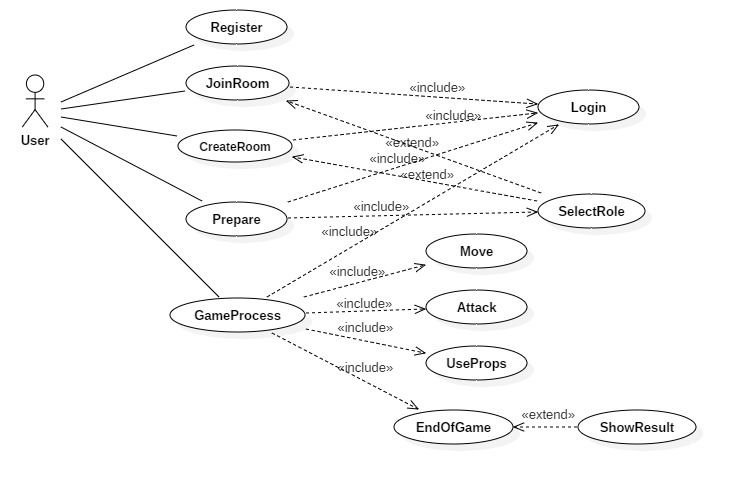 Register
JoinRoom
«include»
Login
«include»
User
CreateRoom
«extend»
«include»
«extend»
«include»
SelectRole
Prepare
«include»
Move
«include»
«include»
Attack
GameProcess
«include»
UseProps
«include»
«extend»
EndOfGame
ShowResult